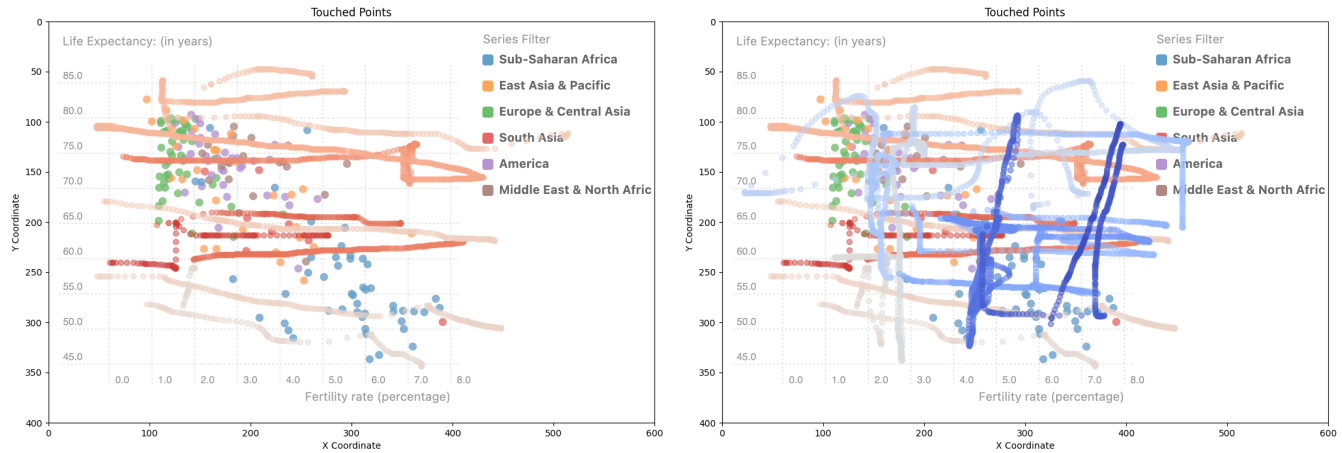 Touched Points
Life Expectancy: (in years)
Series Filter
Sub-Saharan Africa
East Asia & Pacific
Europe & Central Asia
South Asia
America
Middle East & North Afric
85.0
80.0
75.0
70.0
65.0
60.0
55.0
50.0
45.0
0.0 1.0 2.0 3.0 4.0 5.0 6.0 7.0 8.0
Fertility rate (percentage)
0
50
100
150
200
250
300
350
400
Y Coordinate
0 100 200 300 400 500 600
X Coordinate
Touched Points
Life Expectancy: (in years)
Series Filter
Sub-Saharan Africa
East Asia & Pacific
Europe & Central Asia
South Asia
America
Middle East & North Afric
85.0
80.0
75.0
70.0
65.0
60.0
55.0
50.0
45.0
0.0 1.0 2.0 3.0 4.0 5.0 6.0 7.0 8.0
Fertility rate (percentage)
0
50
100
150
200
250
300
350
400
Y Coordinate
0 100 200 300 400 500 600
X Coordinate